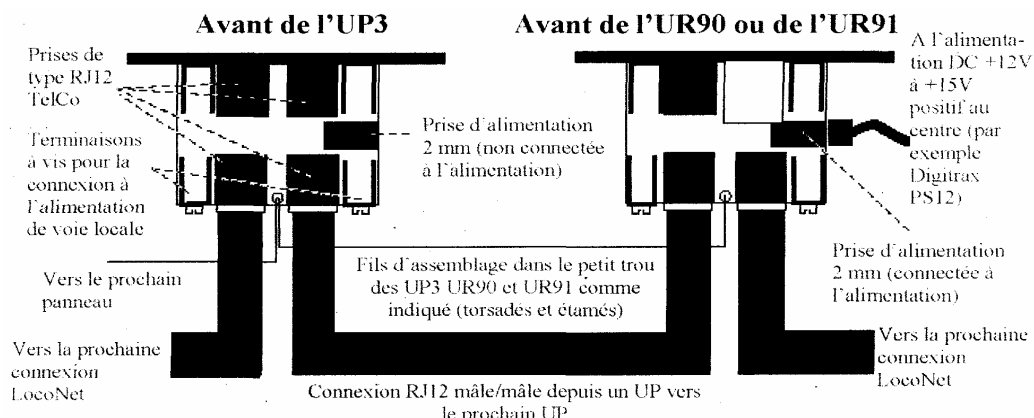 Avant de l'UP3
Avant de l'UR90 ou de l'UR91
Prises de
type RJ12
TelCo
Terminaisons
à vis pour la
connexion à
l'alimentation
de voie locale
Prise d'alimentation
2 mm (non connectée
à l'alimentation)
A l'alimenta-
tion DC +12V
à +15V
positif au
centre (par
exemple
Digitrax
PS12)
Prise d'alimentation
2 mm (connectée à
l'alimentation)
Vers le prochain
panneau
Fils d'assemblage dans le petit trou
des UP3 UR90 et UR91 comme
indiqué (torsadés et étamés)
Vers la prochaine
connexion
LocoNet
Vers la prochaine
connexion
LocoNet
Connexion RJ12 mâle/mâle depuis un UP vers
le prochain UP